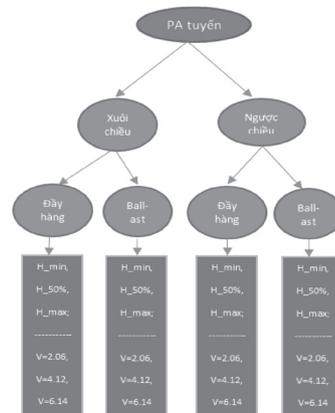 PA tuyến
Xuôi
chiều
Ngược
chiều
Đầy
hàng
Ball-
ast
Đầy
hàng
Ball-
ast
H_min,
H_50%,
H_max;
-----------
V=2.06,
V=4.12,
V=6.14
H_min,
H_50%,
H_max;
-----------
V=2.06,
V=4.12,
V=6.14
H_min,
H_50%,
H_max;
-----------
V=2.06,
V=4.12,
V=6.14
H_min,
H_50%,
H_max;
-----------
V=2.06,
V=4.12,
V=6.14